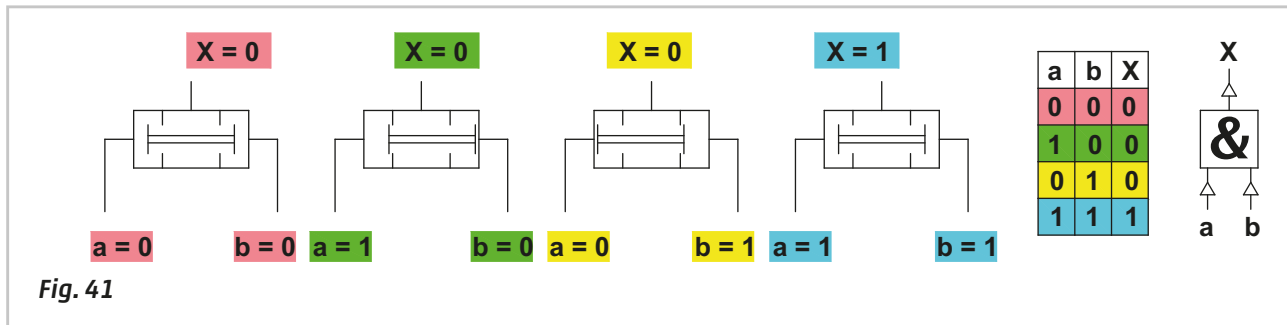 X = 0 X = 0 X = 0 X = 1
a = 0 b = 0 a = 1 b = 0 a = 0 b = 1 a = 1 b = 1
a b X
0 0 0
1 0 0
0 1 0
1 1 1
X
&
a b
Fig. 41